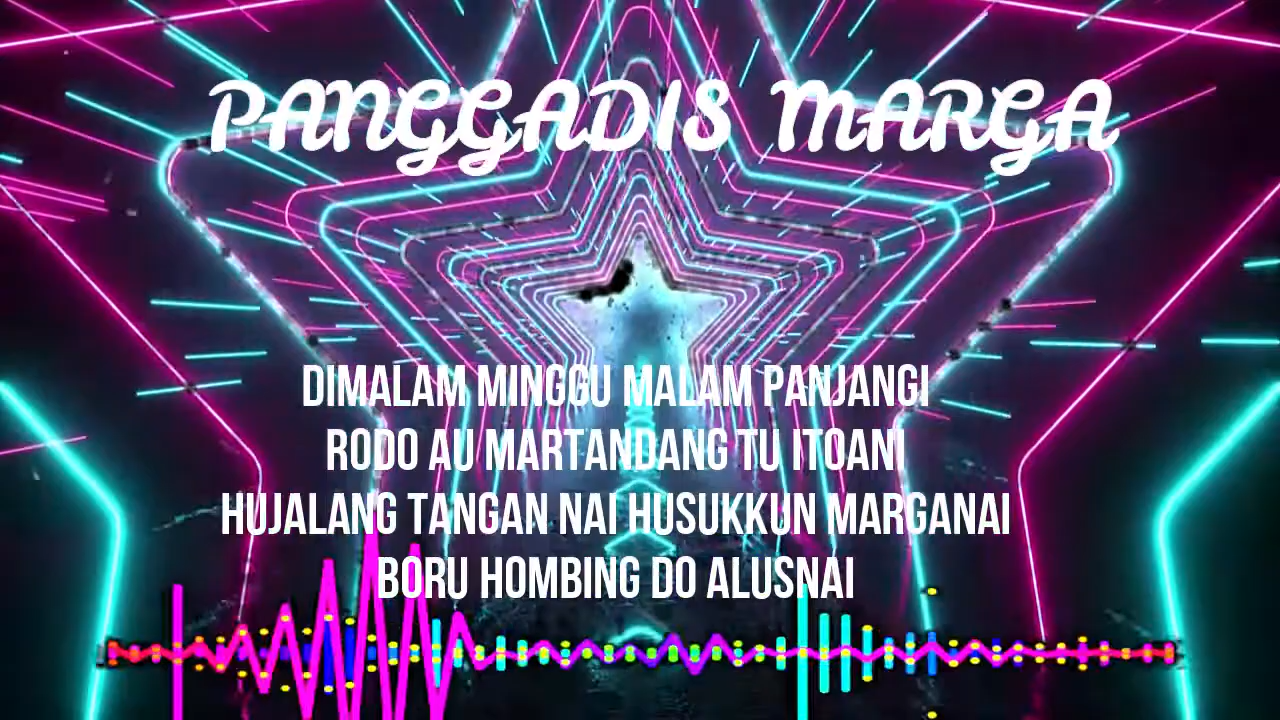 PANGGADIS MARGA
DIMALAM MINGGU MALAM PANJANGI
RODO AU MARTANDANG TU ITOANI
HUJALANG TANGAN NAI HUSUKKUN MARGANAI
BORU HOMBING DO ALUSNAI